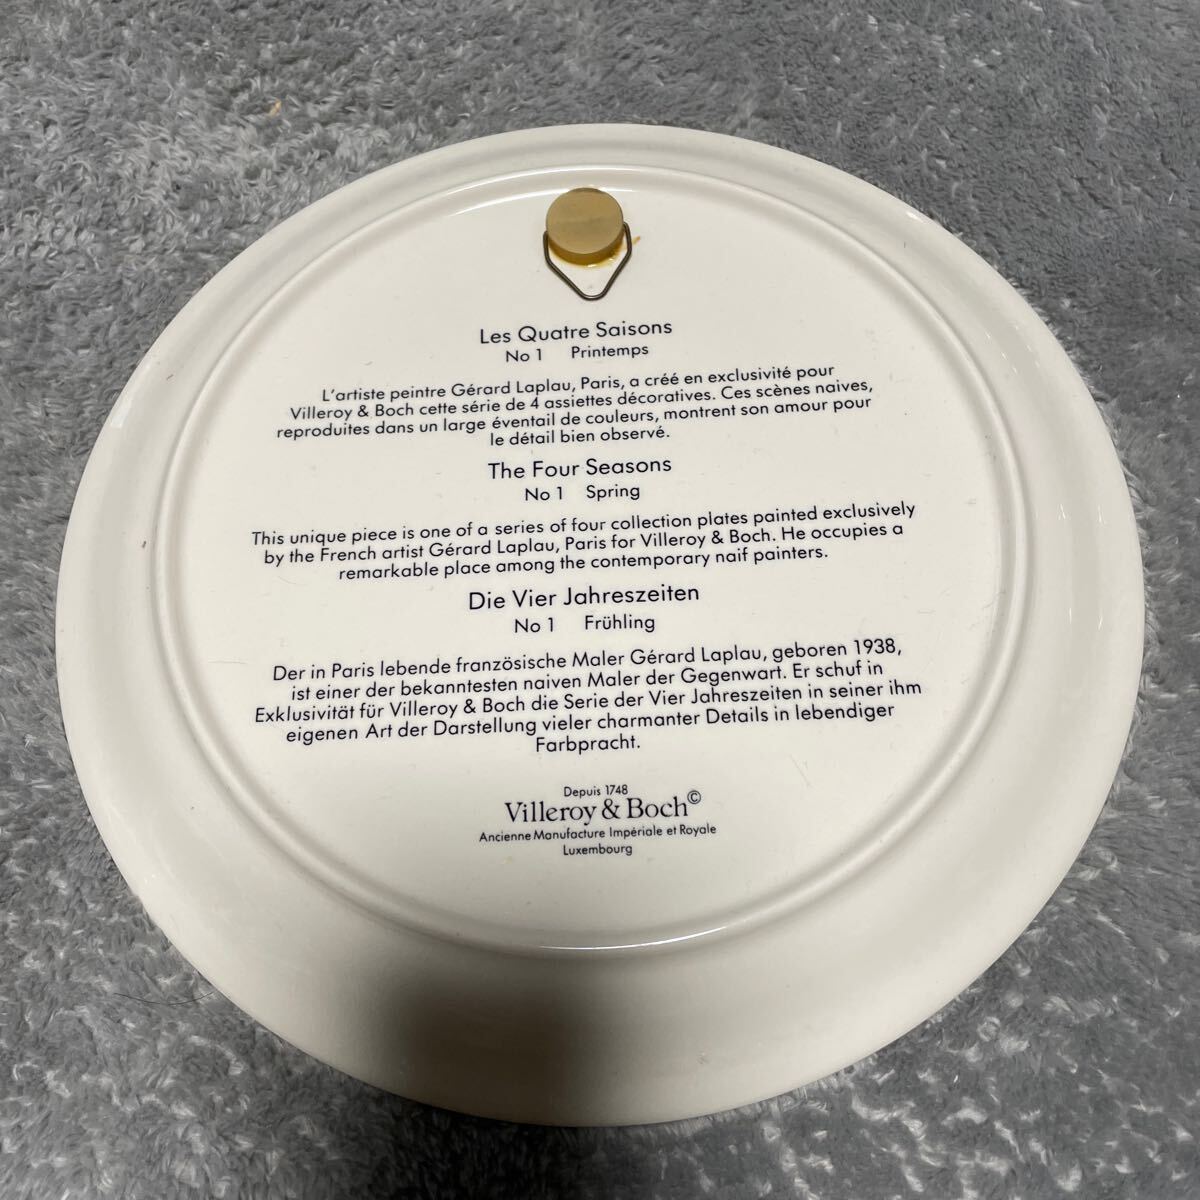 Les Quatre Saisons
No 1 Printemps
L'artiste peintre Gérard Laplau, Paris, a créé en exclusivité pour
Villeroy & Boch cette série de 4 assiettes décoratives. Ces scènes naives,
reproduites dans un large éventail de couleurs, montrent son amour pour
le détail bien observé.
The Four Seasons
No 1 Spring
This unique piece is one of a series of four collection plates painted exclusively
by the French artist Gérard Laplau, Paris for Villeroy & Boch. He occupies a
remarkable place among the contemporary naif painters.
Die Vier Jahreszeiten
No 1 Frühling
Der in Paris lebende französische Maler Gérard Laplau, geboren 1938,
ist einer der bekanntesten naiven Maler der Gegenwart. Er schuf in
Exklusivität für Villeroy & Boch die Serie der Vier Jahreszeiten in seiner ihm
eigenen Art der Darstellung vieler charmanter Details in lebendiger
Farbpracht.
Depuis 1748
Villeroy & Boch©
Ancienne Manufacture Impériale et Royale
Luxembourg